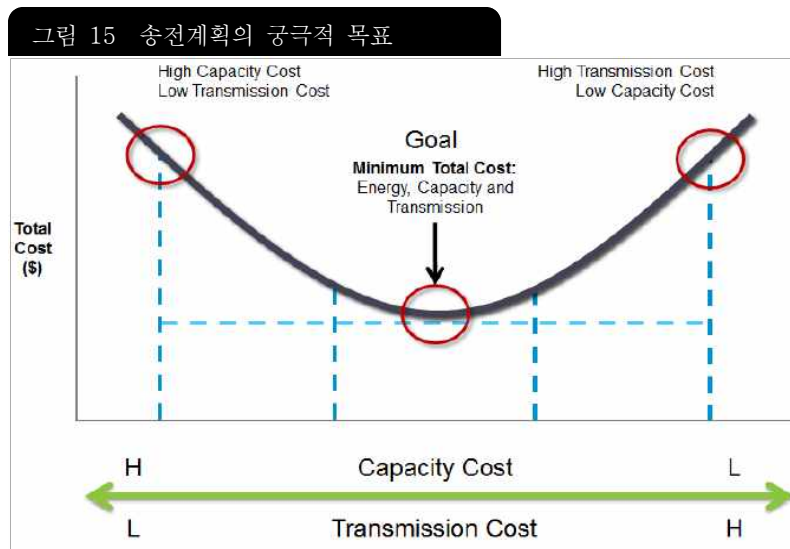 그림 15 송전계획의 궁극적 목표
High Capacity Cost
Low Transmission Cost
High Transmission Cost
Low Capacity Cost
Goal
Minimum Total Cost:
Energy, Capacity and
Transmission
Total
Cost
($)
H Capacity Cost L
L Transmission Cost H